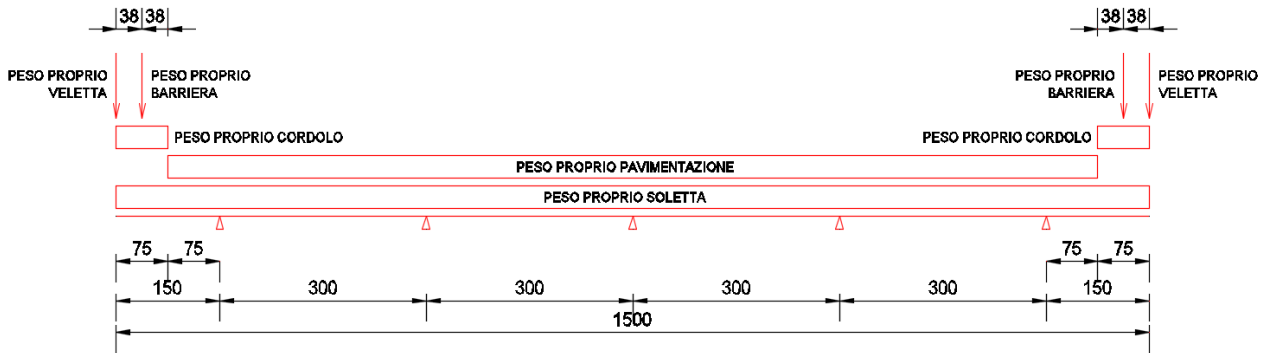 38 38
38 38
PESO PROPRIO
VELETTA
PESO PROPRIO
BARRIERA
PESO PROPRIO
BARRIERA
PESO PROPRIO
VELETTA
PESO PROPRIO CORDOLO
PESO PROPRIO CORDOLO
PESO PROPRIO PAVIMENTAZIONE
PESO PROPRIO SOLETTA
75 75
75 75
150 300 300 300 300 150
1500